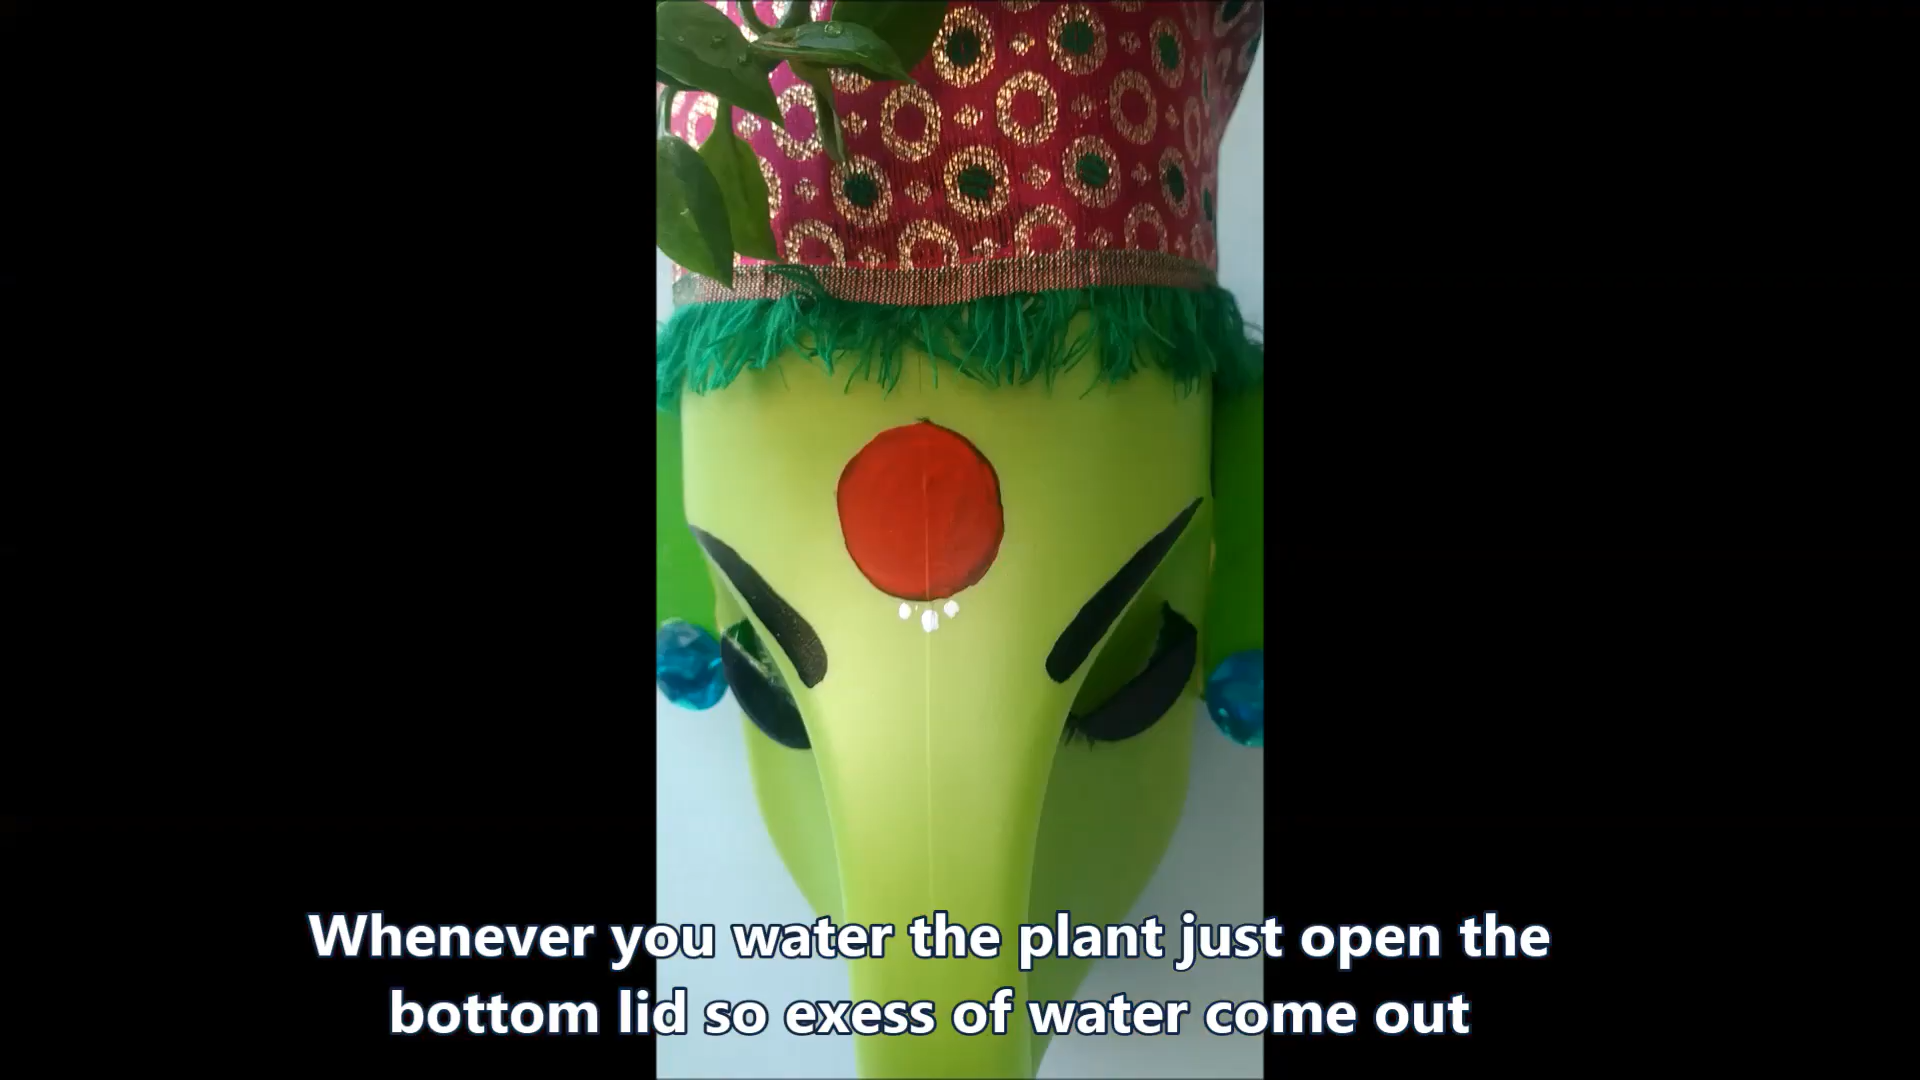 Whenever you water the plant just open the
bottom lid so exess of water come out